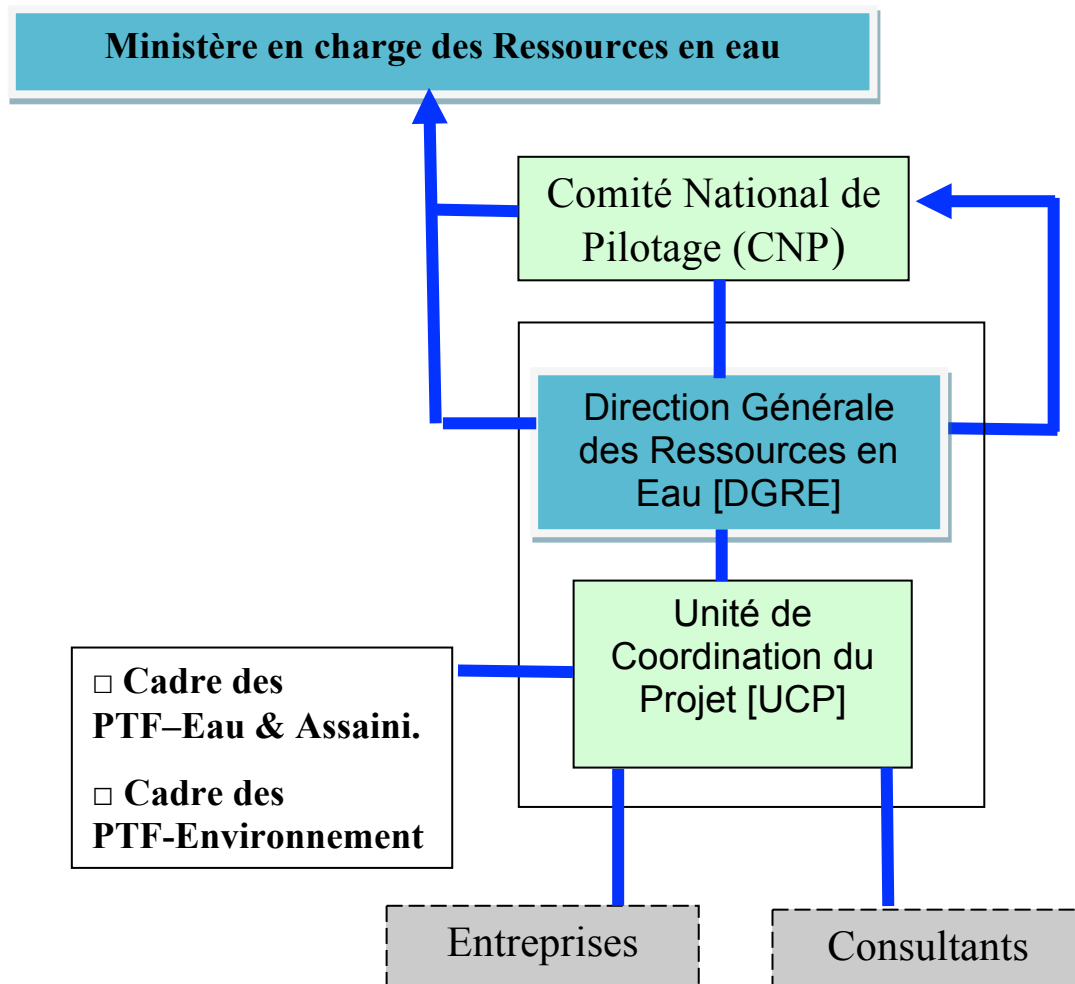 Ministère en charge des Ressources en eau
Comité National de
Pilotage (CNP)
Direction Générale
des Ressources en
Eau [DGRE]
Unité de
Coordination du
Projet [UCP]
□ Cadre des
PTF–Eau & Assaini.
□ Cadre des
PTF-Environnement
Entreprises
Consultants